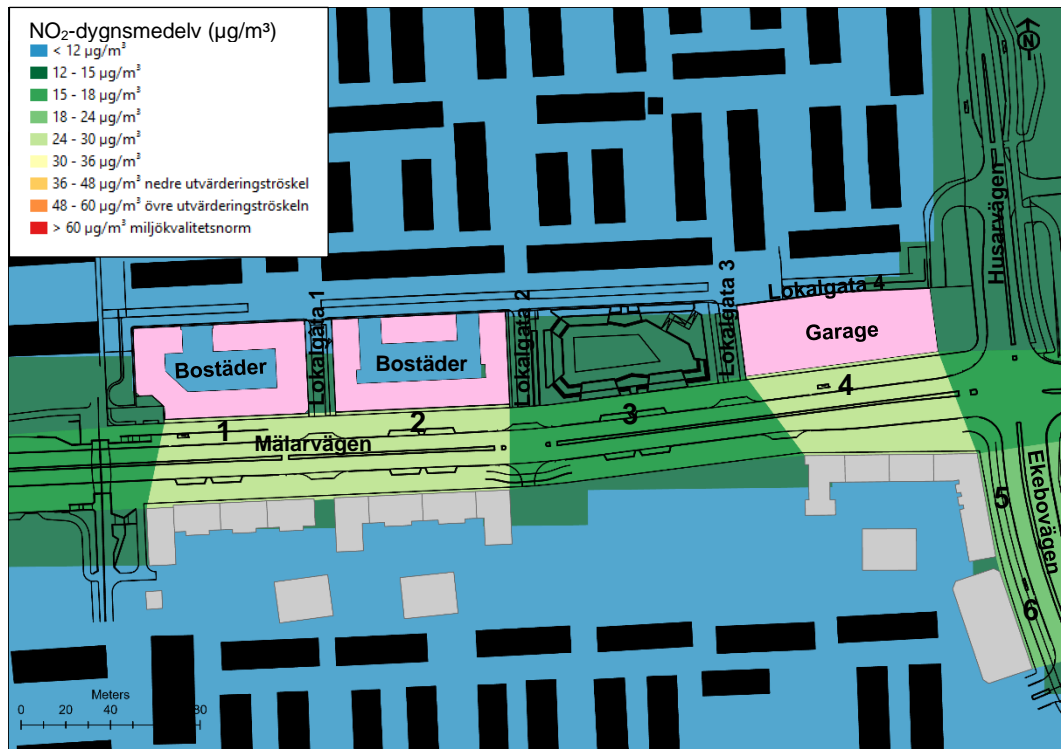 NO₂-dygnsmedelv (µg/m³)
< 12 µg/m³
12 - 15 µg/m³
15 - 18 µg/m³
18 - 24 µg/m³
24 - 30 µg/m³
30 - 36 µg/m³
36 - 48 µg/m³ nedre utvärderingströskel
48 - 60 µg/m³ övre utvärderingströskeln
> 60 µg/m³ miljökvalitetsnorm
N
Husarvägen
Lokalgata 1
Lokalgata 2
Lokalgata 3
Lokalgata 4
Bostäder
Bostäder
Garage
1
2
3
4
Mälarvägen
5
Ekebovägen
6
Meters
0 20 40 80